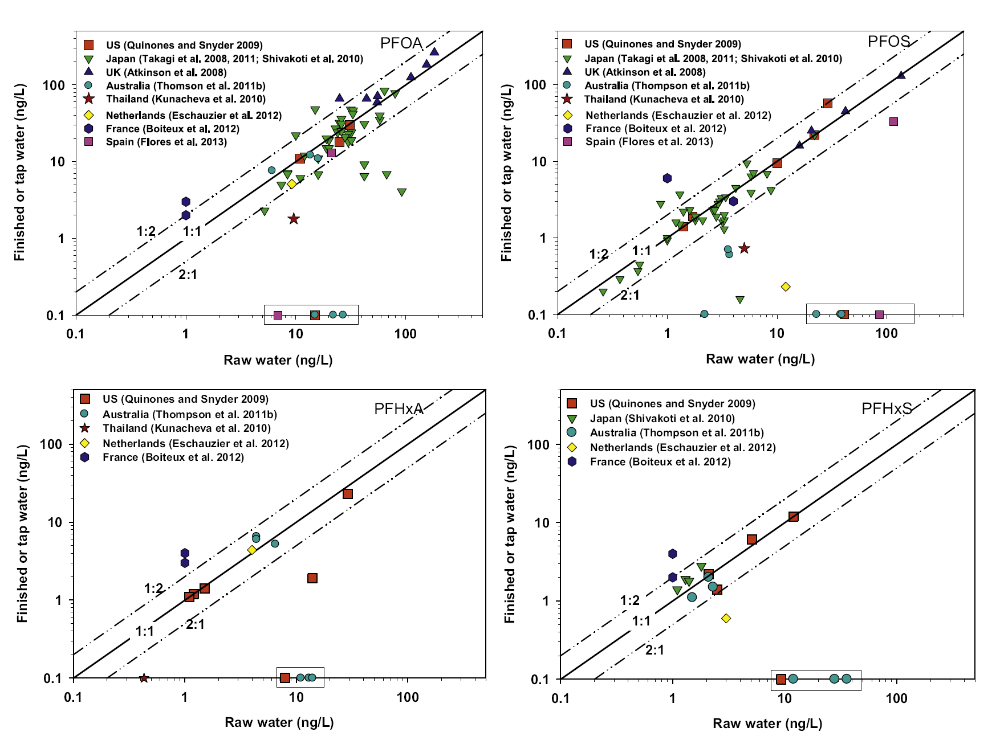 PFOA
US (Quinones and Snyder 2009)
Japan (Takagi et al. 2008, 2011; Shivakoti et al. 2010)
UK (Atkinson et al. 2008)
Australia (Thomson et al. 2011b)
Thailand (Kunacheva et al. 2010)
Netherlands (Eschauzier et al. 2012)
France (Boiteux et al. 2012)
Spain (Flores et al. 2013)
Finished or tap water (ng/L)
100
10
1
0.1
1:2
1:1
2:1
0.1
1
10
100
Raw water (ng/L)
PFOS
US (Quinones and Snyder 2009)
Japan (Takagi et al. 2008, 2011; Shivakoti et al. 2010)
UK (Atkinson et al. 2008)
Australia (Thompson et al. 2011b)
Thailand (Kunacheva et al. 2010)
Netherlands (Eschauzier et al. 2012)
France (Boiteux et al. 2012)
Spain (Flores et al. 2013)
Finished or tap water (ng/L)
100
10
1
0.1
1:2
1:1
2:1
0.1
1
10
100
Raw water (ng/L)
PFHxA
US (Quinones and Snyder 2009)
Australia (Thompson et al. 2011b)
Thailand (Kunacheva et al. 2010)
Netherlands (Eschauzier et al. 2012)
France (Boiteux et al. 2012)
Finished or tap water (ng/L)
100
10
1
0.1
1:2
1:1
2:1
0.1
1
10
100
Raw water (ng/L)
PFHxS
US (Quinones and Snyder 2009)
Japan (Shivakoti et al. 2010)
Australia (Thompson et al. 2011b)
Netherlands (Eschauzier et al. 2012)
France (Boiteux et al. 2012)
Finished or tap water (ng/L)
100
10
1
0.1
1:2
1:1
2:1
0.1
1
10
100
Raw water (ng/L)